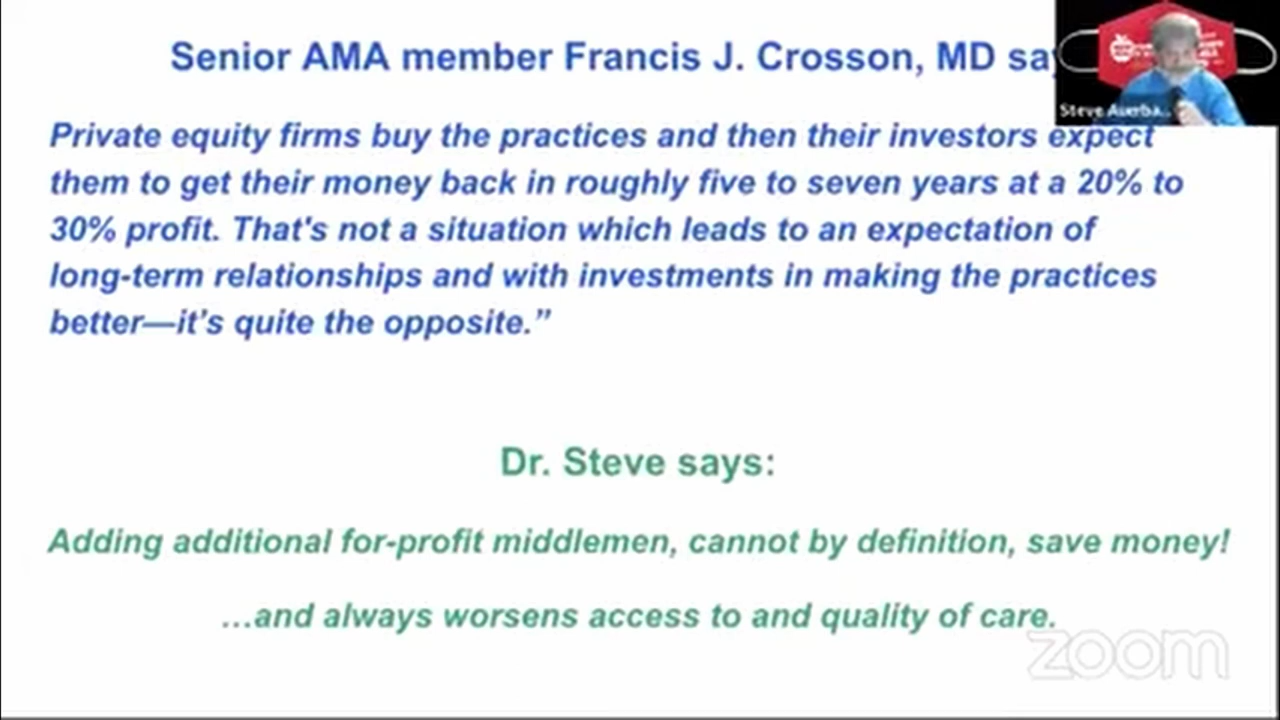 Senior AMA member Francis J. Crosson, MD say
Steve Auerba...
Private equity firms buy the practices and then their investors expect
them to get their money back in roughly five to seven years at a 20% to
30% profit. That's not a situation which leads to an expectation of
long-term relationships and with investments in making the practices
better—it's quite the opposite.”
Dr. Steve says:
Adding additional for-profit middlemen, cannot by definition, save money!
...and always worsens access to and quality of care.
zoom